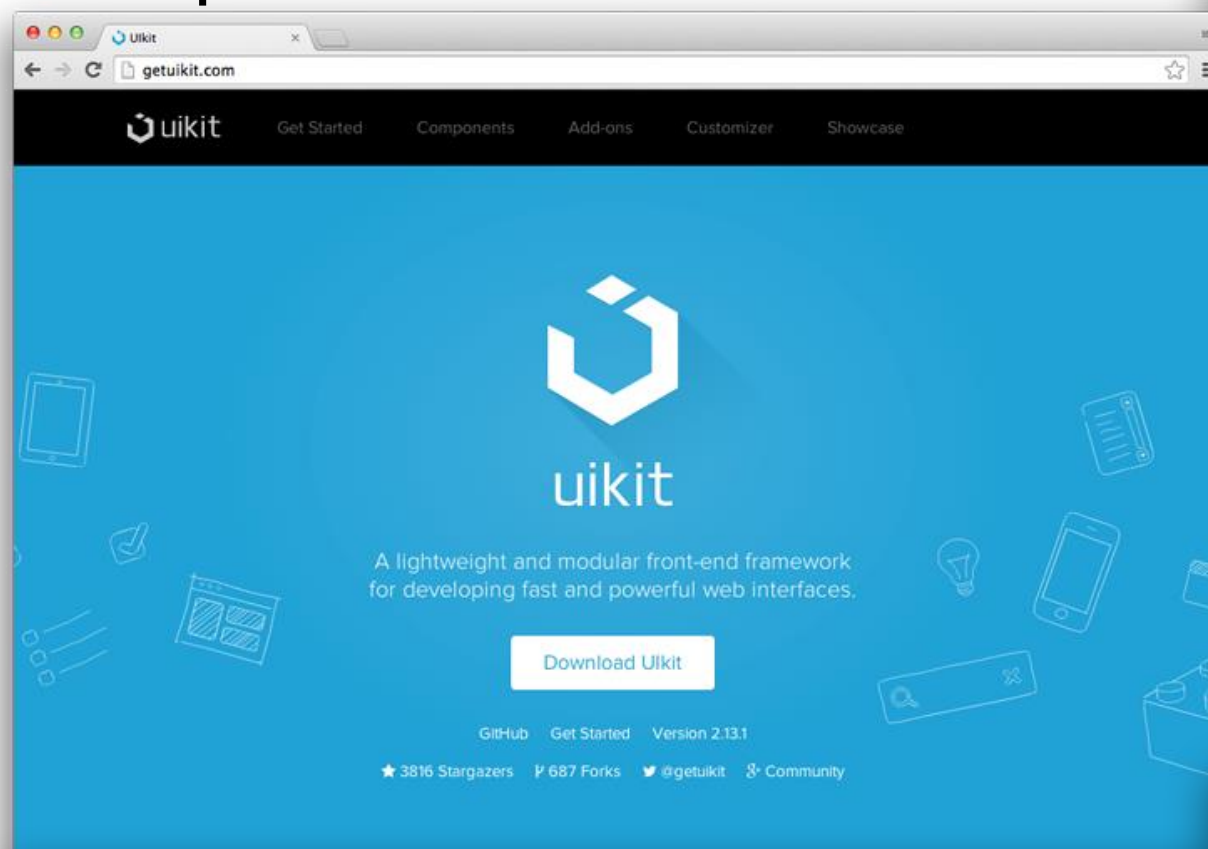 UIkit
getuikit.com
uikit Get Started Components Add-ons Customizer Showcase
uikit
A lightweight and modular front-end framework
for developing fast and powerful web interfaces.
Download UIkit
GitHub Get Started Version 2.13.1
3816 Stargazers 687 Forks @getuikit Community